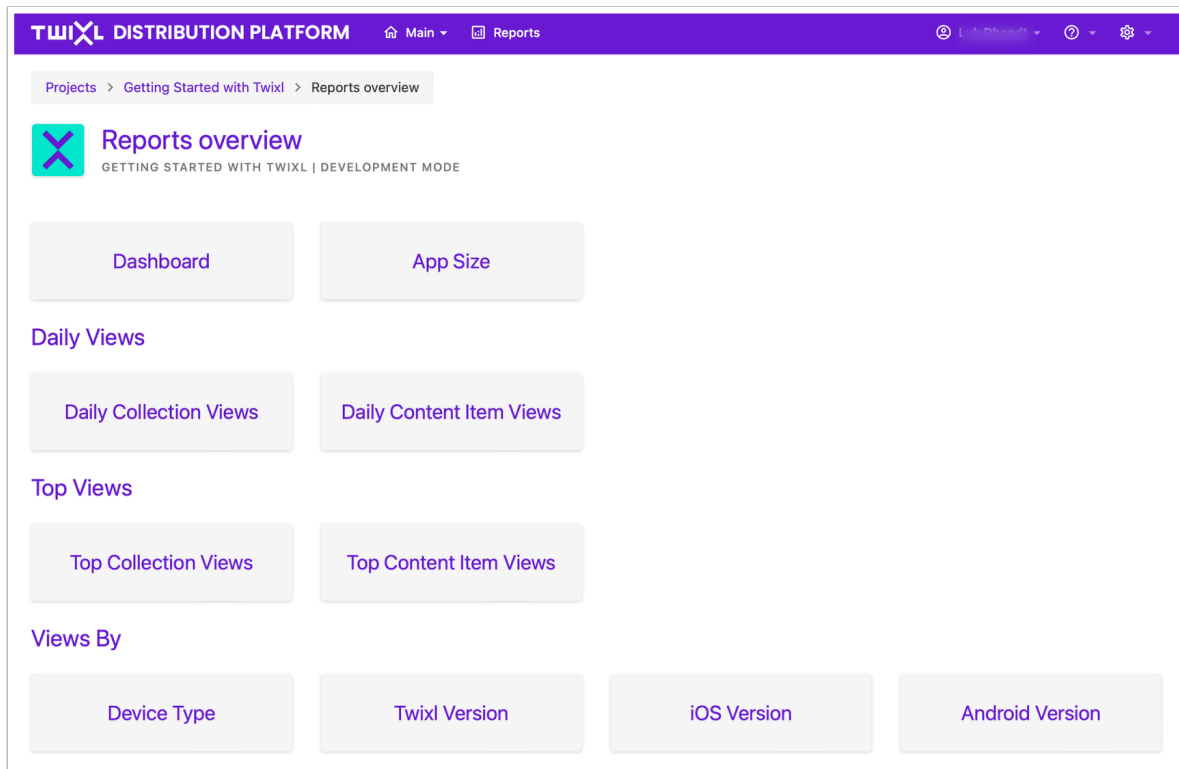 TWIXL DISTRIBUTION PLATFORM Main Reports
Projects > Getting Started with Twixl > Reports overview
Reports overview
GETTING STARTED WITH TWIXL | DEVELOPMENT MODE
Dashboard App Size
Daily Views
Daily Collection Views Daily Content Item Views
Top Views
Top Collection Views Top Content Item Views
Views By
Device Type Twixl Version iOS Version Android Version